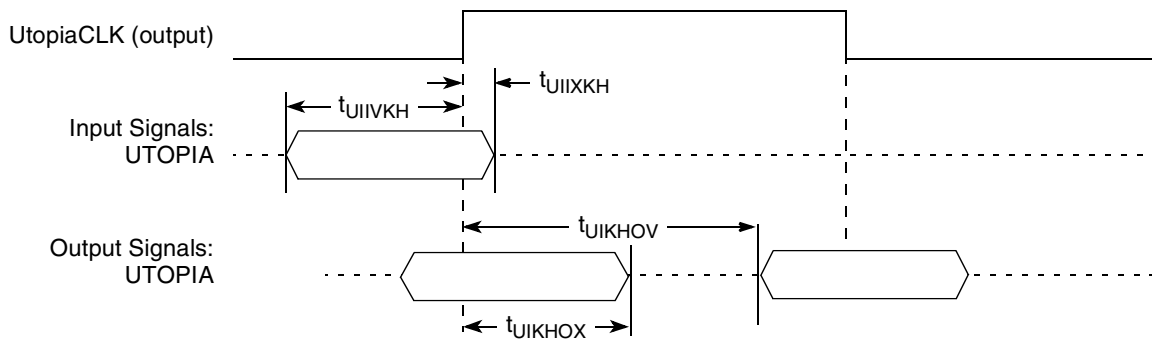 UtopiaCLK (output)
tUIIXKH
tUIIVKH
Input Signals:
UTOPIA
tUIKHOV
Output Signals:
UTOPIA
tUIKHOX